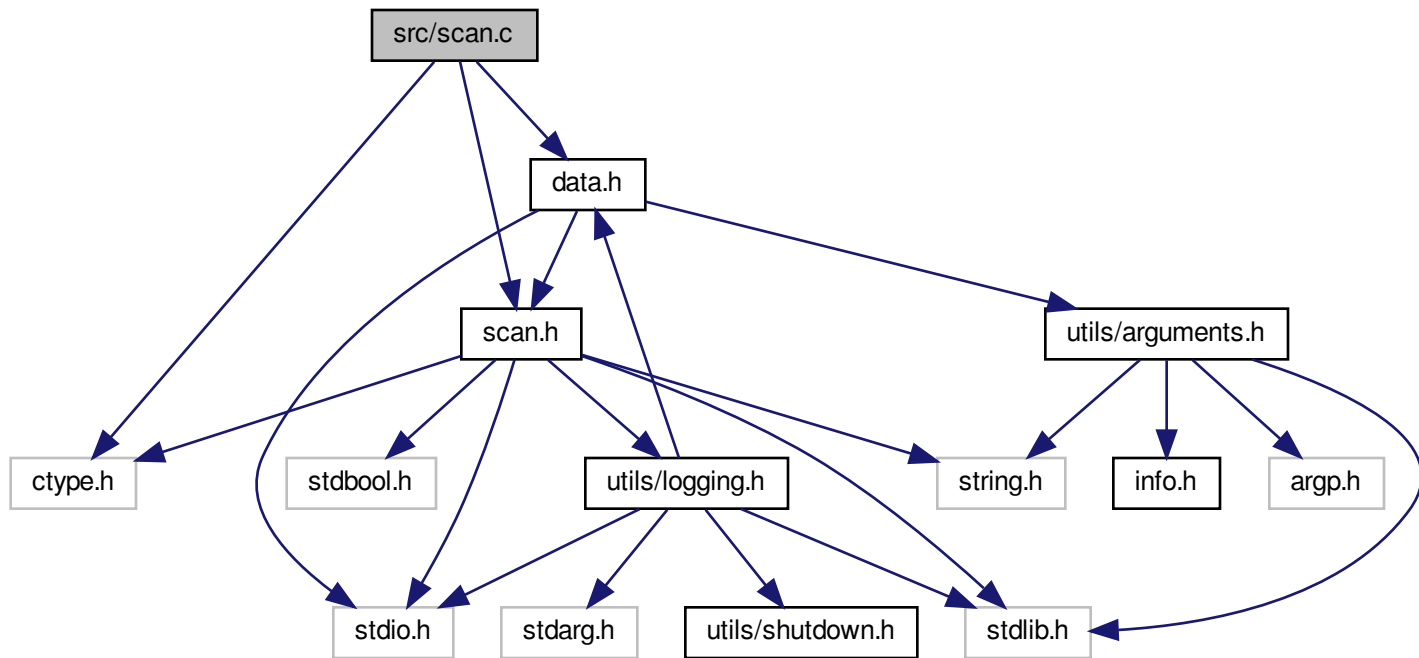 src/scan.c
data.h
scan.h
utils/arguments.h
ctype.h
stdbool.h
utils/logging.h
string.h
info.h
argp.h
stdio.h
stdarg.h
utils/shutdown.h
stdlib.h